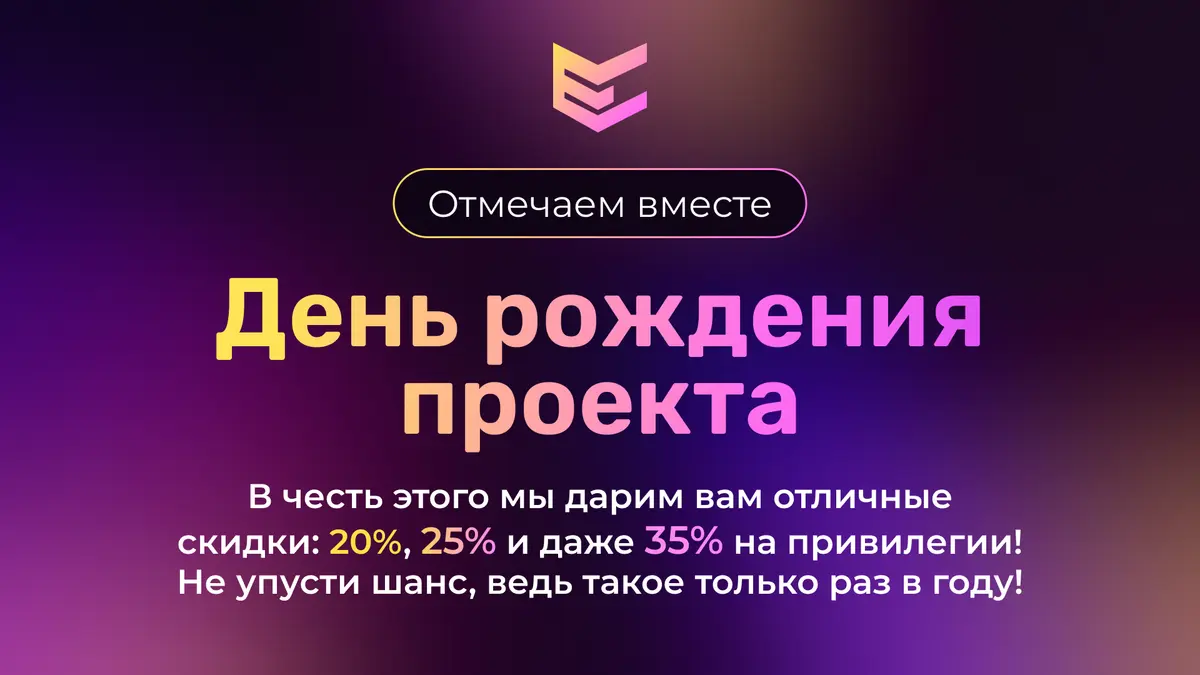 Отмечаем вместе
День рождения
проекта
В честь этого мы дарим вам отличные
скидки: 20%, 25% и даже 35% на привилегии!
Не упусти шанс, ведь такое только раз в году!